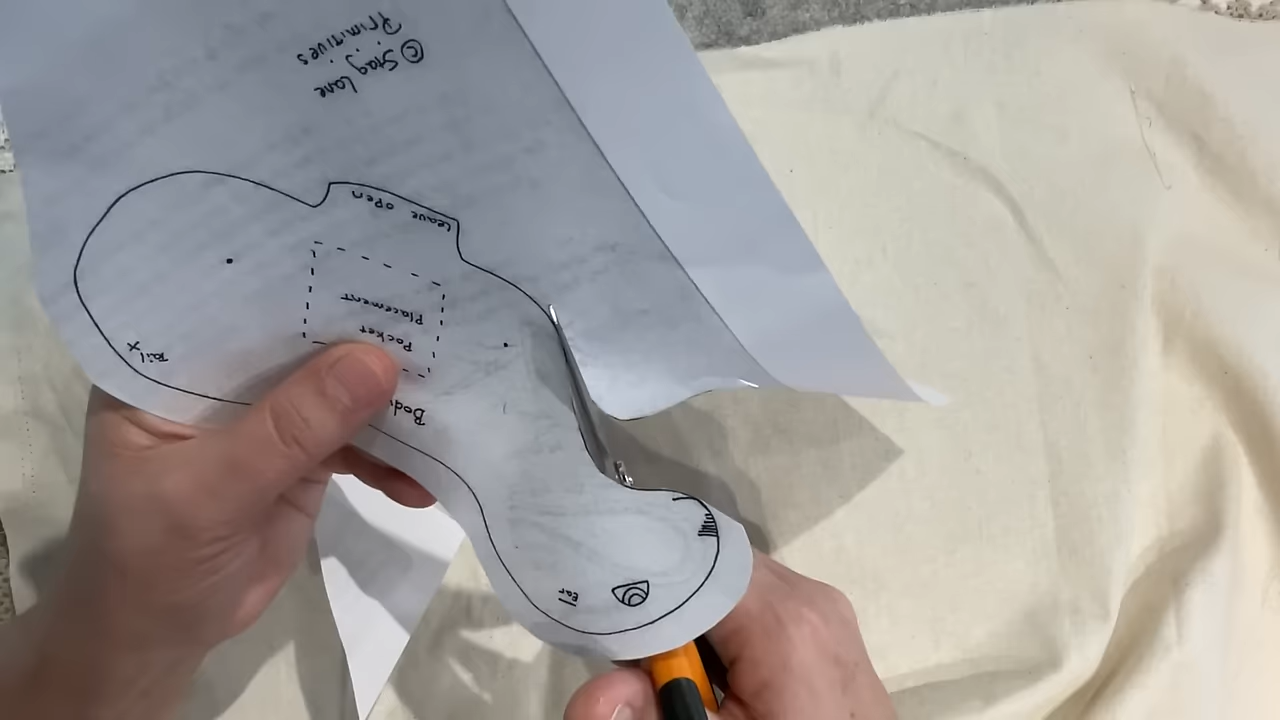 © Stag Lane
Primitives
Leave open
Pocket
Placement
Body
Tail
X
Ear